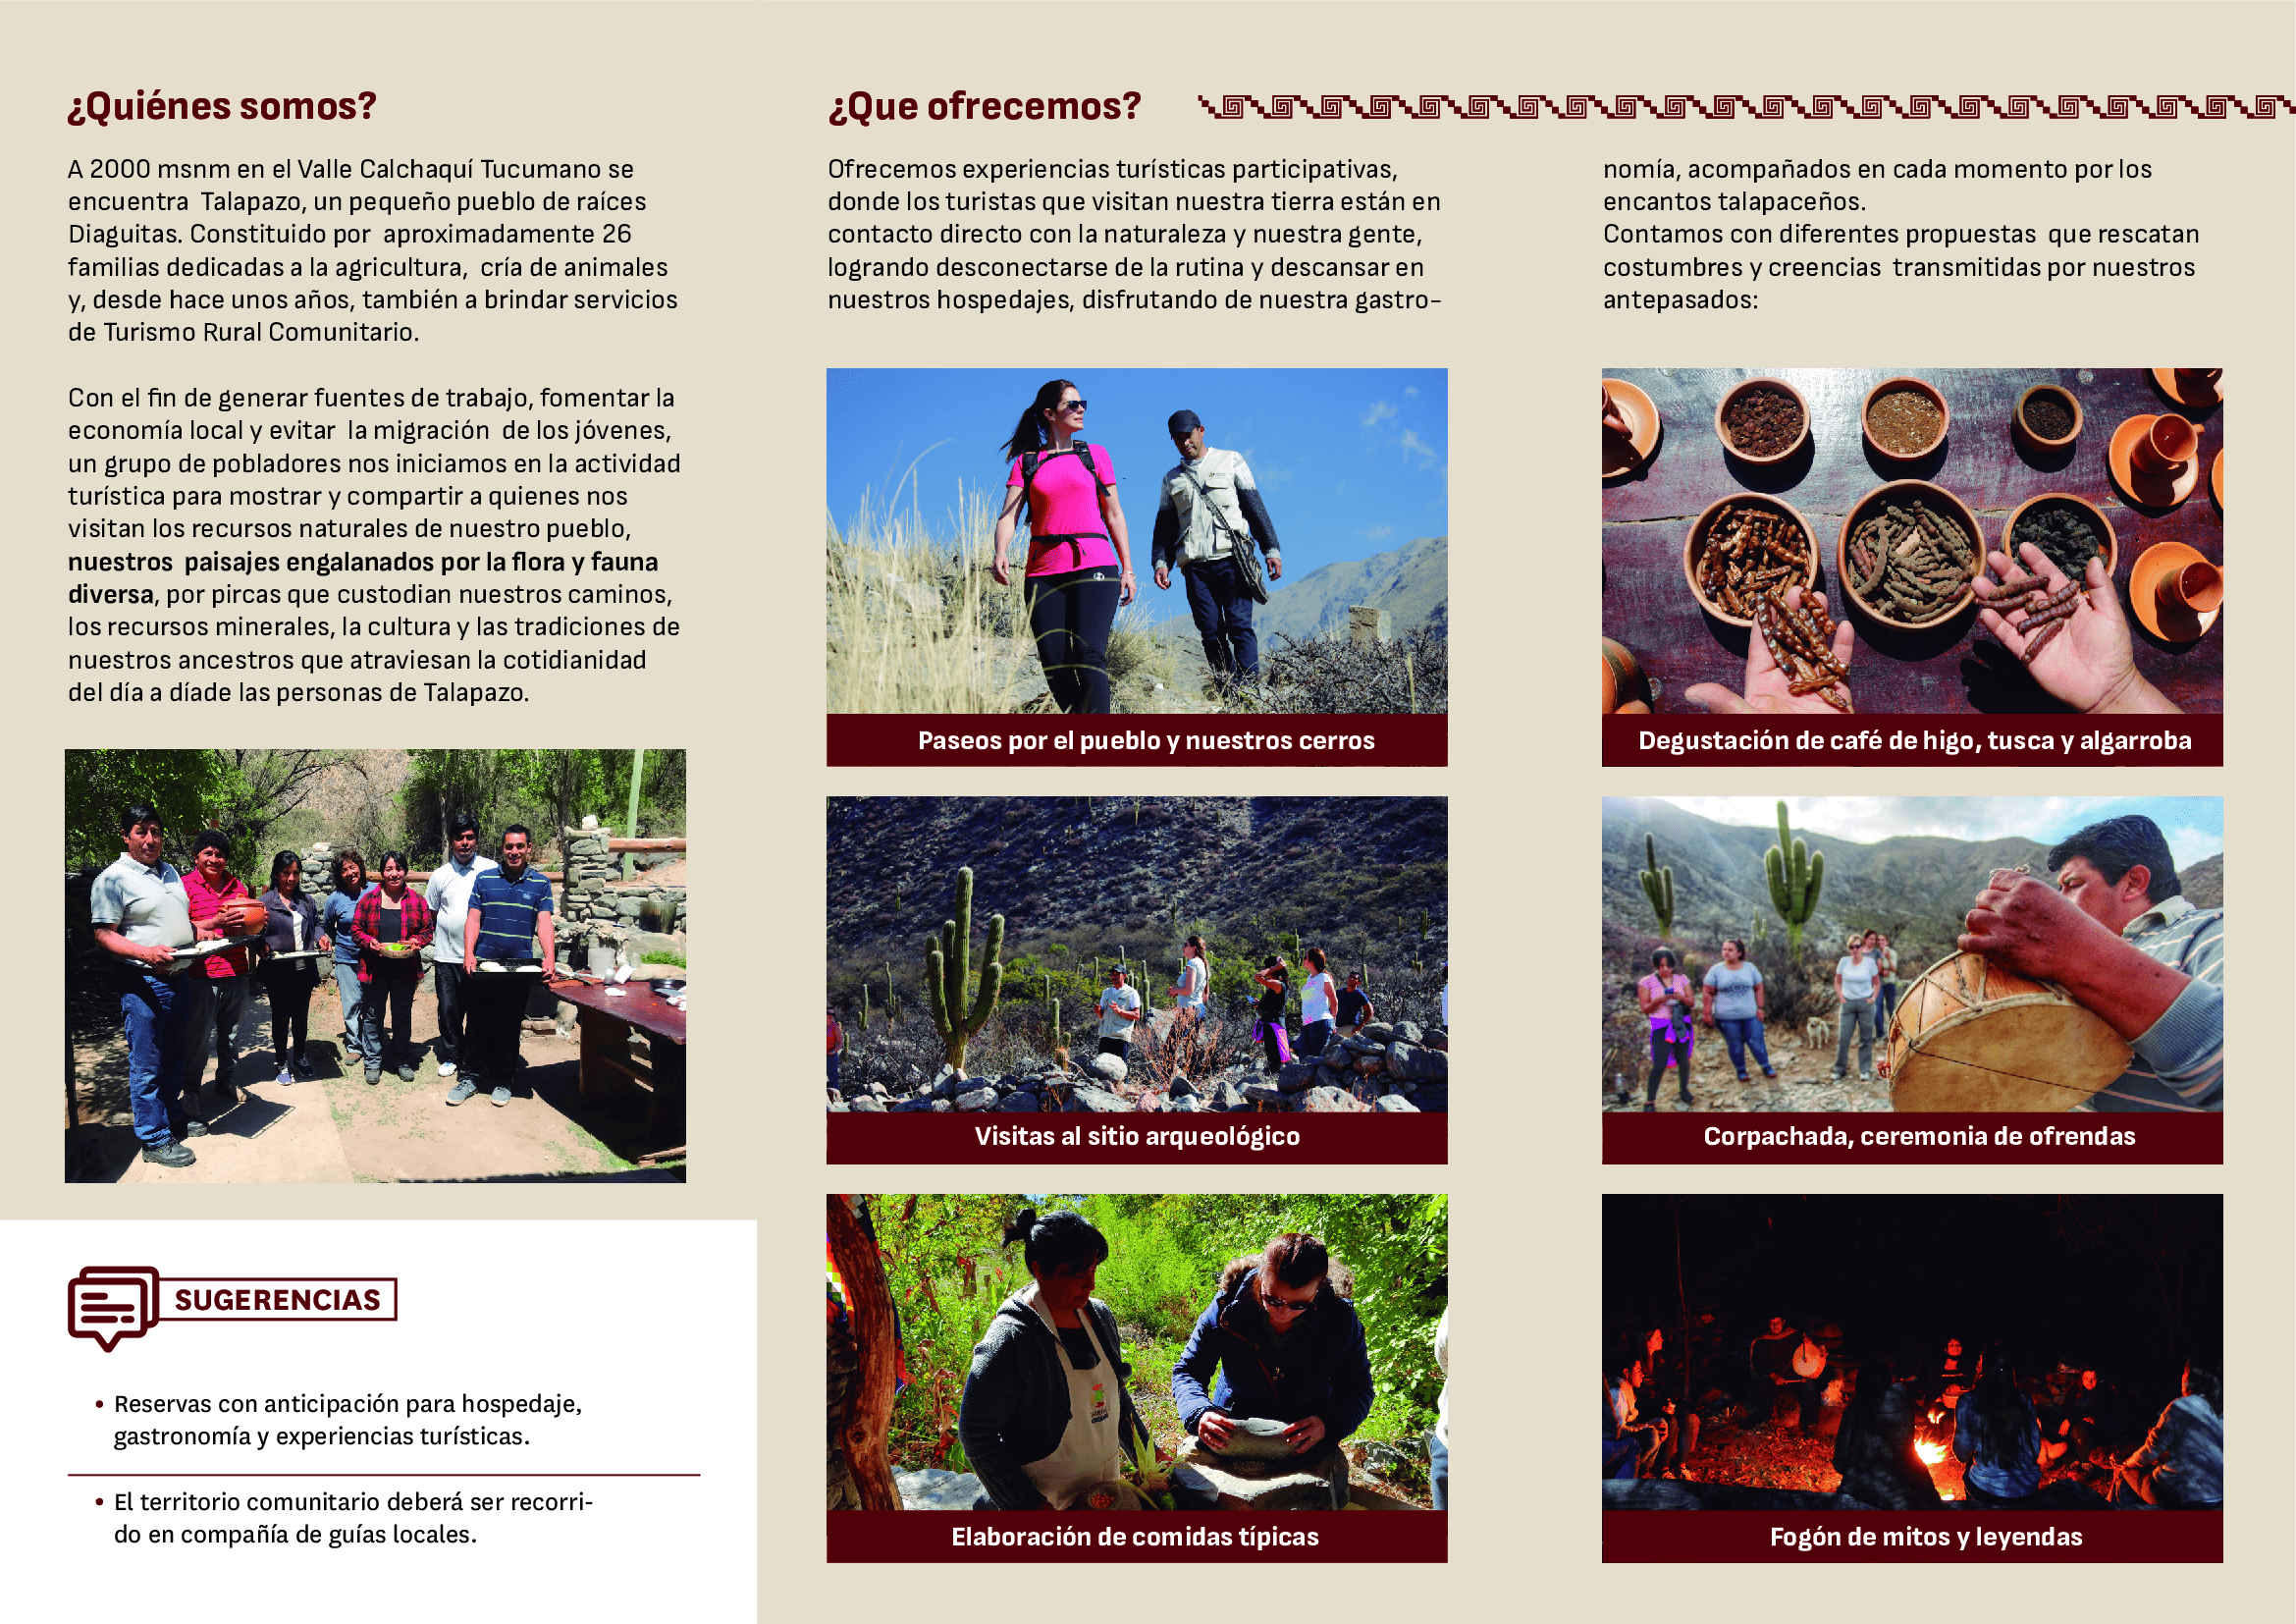 ¿Quiénes somos?
A 2000 msnm en el Valle Calchaquí Tucumano se
encuentra Talapazo, un pequeño pueblo de raíces
Diaguitas. Constituido por aproximadamente 26
familias dedicadas a la agricultura, cría de animales
y, desde hace unos años, también a brindar servicios
de Turismo Rural Comunitario.
Con el fin de generar fuentes de trabajo, fomentar la
economía local y evitar la migración de los jóvenes,
un grupo de pobladores nos iniciamos en la actividad
turística para mostrar y compartir a quienes nos
visitan los recursos naturales de nuestro pueblo,
nuestros paisajes engalanados por la flora y fauna
diversa, por pircas que custodian nuestros caminos,
los recursos minerales, la cultura y las tradiciones de
nuestros ancestros que atraviesan la cotidianidad
del día a díade las personas de Talapazo.
SUGERENCIAS
• Reservas con anticipación para hospedaje,
gastronomía y experiencias turísticas.
• El territorio comunitario deberá ser recorri-
do en compañía de guías locales.
¿Que ofrecemos?
Ofrecemos experiencias turísticas participativas,
donde los turistas que visitan nuestra tierra están en
contacto directo con la naturaleza y nuestra gente,
logrando desconectarse de la rutina y descansar en
nuestros hospedajes, disfrutando de nuestra gastro-
nomía, acompañados en cada momento por los
encantos talapaceños.
Contamos con diferentes propuestas que rescatan
costumbres y creencias transmitidas por nuestros
antepasados:
Paseos por el pueblo y nuestros cerros
Degustación de café de higo, tusca y algarroba
Visitas al sitio arqueológico
Corpachada, ceremonia de ofrendas
Elaboración de comidas típicas
Fogón de mitos y leyendas